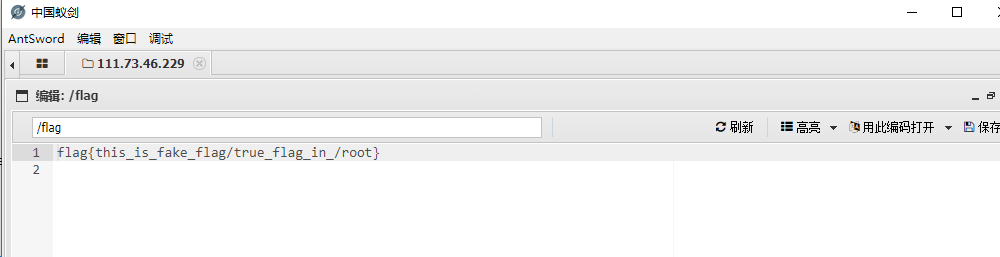 中国蚁剑
AntSword 编辑 窗口 调试
111.73.46.229
编辑: /flag
/flag 刷新 高亮 用此编码打开 保存
1 flag{this_is_fake_flag/true_flag_in_/root}
2